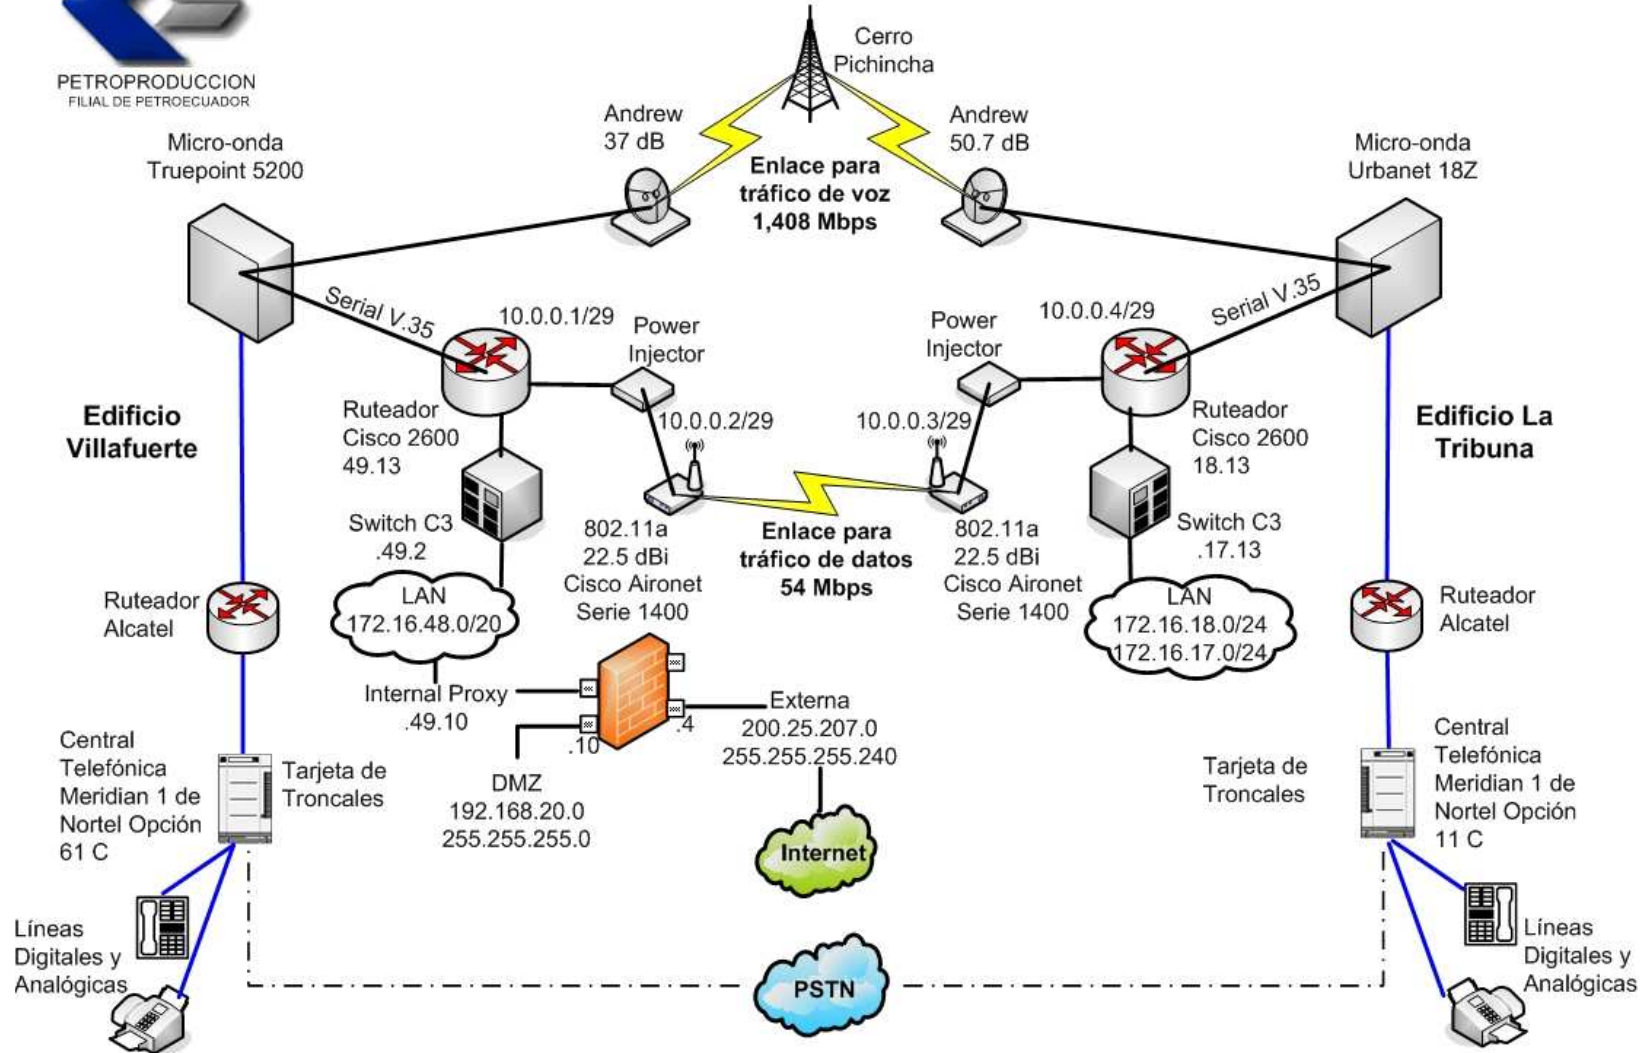 PETROPRODUCCION
FILIAL DE PETROECUADOR
Cerro
Pichincha
Andrew
37 dB
Andrew
50.7 dB
Micro-onda
Truepoint 5200
Enlace para
tráfico de voz
1,408 Mbps
Micro-onda
Urbanet 18Z
Serial V.35
10.0.0.1/29
Power
Injector
Power
Injector
10.0.0.4/29
Serial V.35
Edificio
Villafuerte
Ruteador
Cisco 2600
49.13
10.0.0.2/29
10.0.0.3/29
Ruteador
Cisco 2600
18.13
Edificio La
Tribuna
Switch C3
.49.2
802.11a
22.5 dBi
Cisco Aironet
Serie 1400
Enlace para
tráfico de datos
54 Mbps
802.11a
22.5 dBi
Cisco Aironet
Serie 1400
Switch C3
.17.13
Ruteador
Alcatel
LAN
172.16.48.0/20
LAN
172.16.18.0/24
172.16.17.0/24
Ruteador
Alcatel
Internal Proxy
.49.10
.10
.4
Externa
200.25.207.0
255.255.255.240
DMZ
192.168.20.0
255.255.255.0
Central
Telefónica
Meridian 1 de
Nortel Opción
61 C
Tarjeta de
Troncales
Tarjeta de
Troncales
Central
Telefónica
Meridian 1 de
Nortel Opción
11 C
Internet
Líneas
Digitales y
Analógicas
PSTN
Líneas
Digitales y
Analógicas